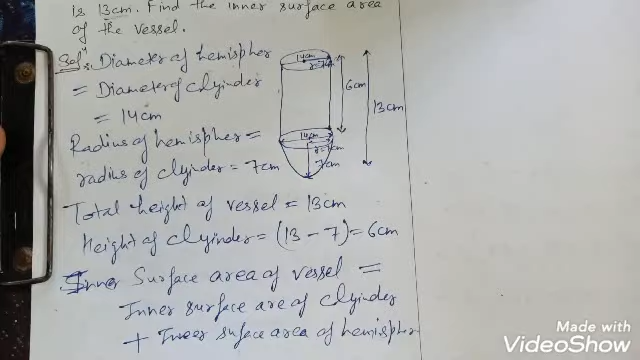 is 13cm. Find the inner surface area
of the vessel.
Solⁿ: Diameter of hemispher
= Diameter of clyinder
= 14cm
Radius of hemispher =
radius of clyinder = 7cm
Total height of vessel = 13cm
Height of clyinder = (13 - 7) = 6cm
Inner Surface area of vessel =
Inner surface are of clyinder
+ Inner suface area of hemispher
14cm
6cm
13cm
14cm
r=7cm
7cm
Made with
VideoShow